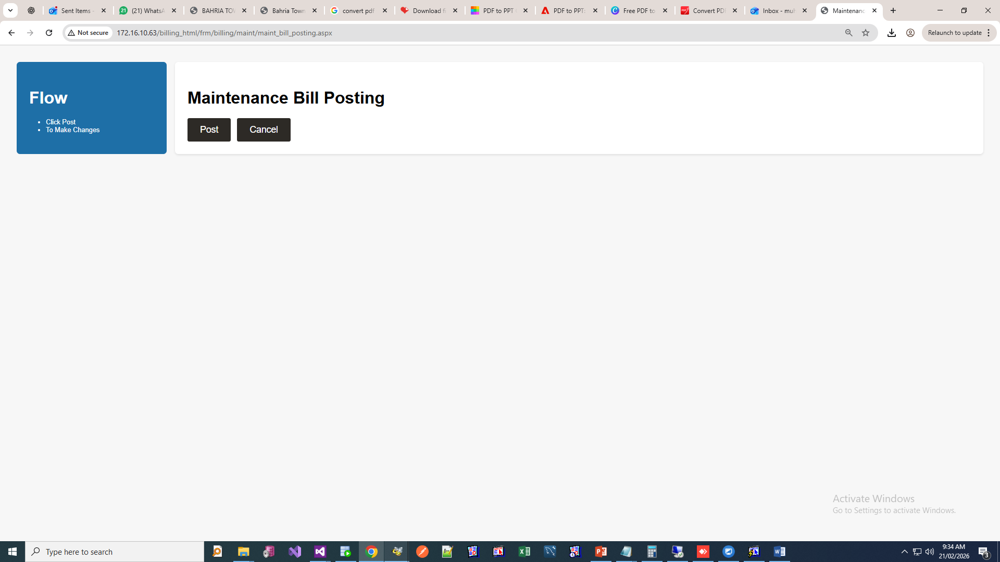 Sent Items -
21
(21) WhatsA
BAHRIA TO
Bahria Town
convert pdf
Download fi
PDF to PPT
PDF to PPT:
Free PDF to
Convert PD
Inbox - muh
Maintenanc
Not secure
172.16.10.63/billing_html/frm/billing/maint/maint_bill_posting.aspx
Relaunch to update
Flow
Click Post
To Make Changes
Maintenance Bill Posting
Post
Cancel
Activate Windows
Go to Settings to activate Windows.
Type here to search
9:34 AM
21/02/2026
3